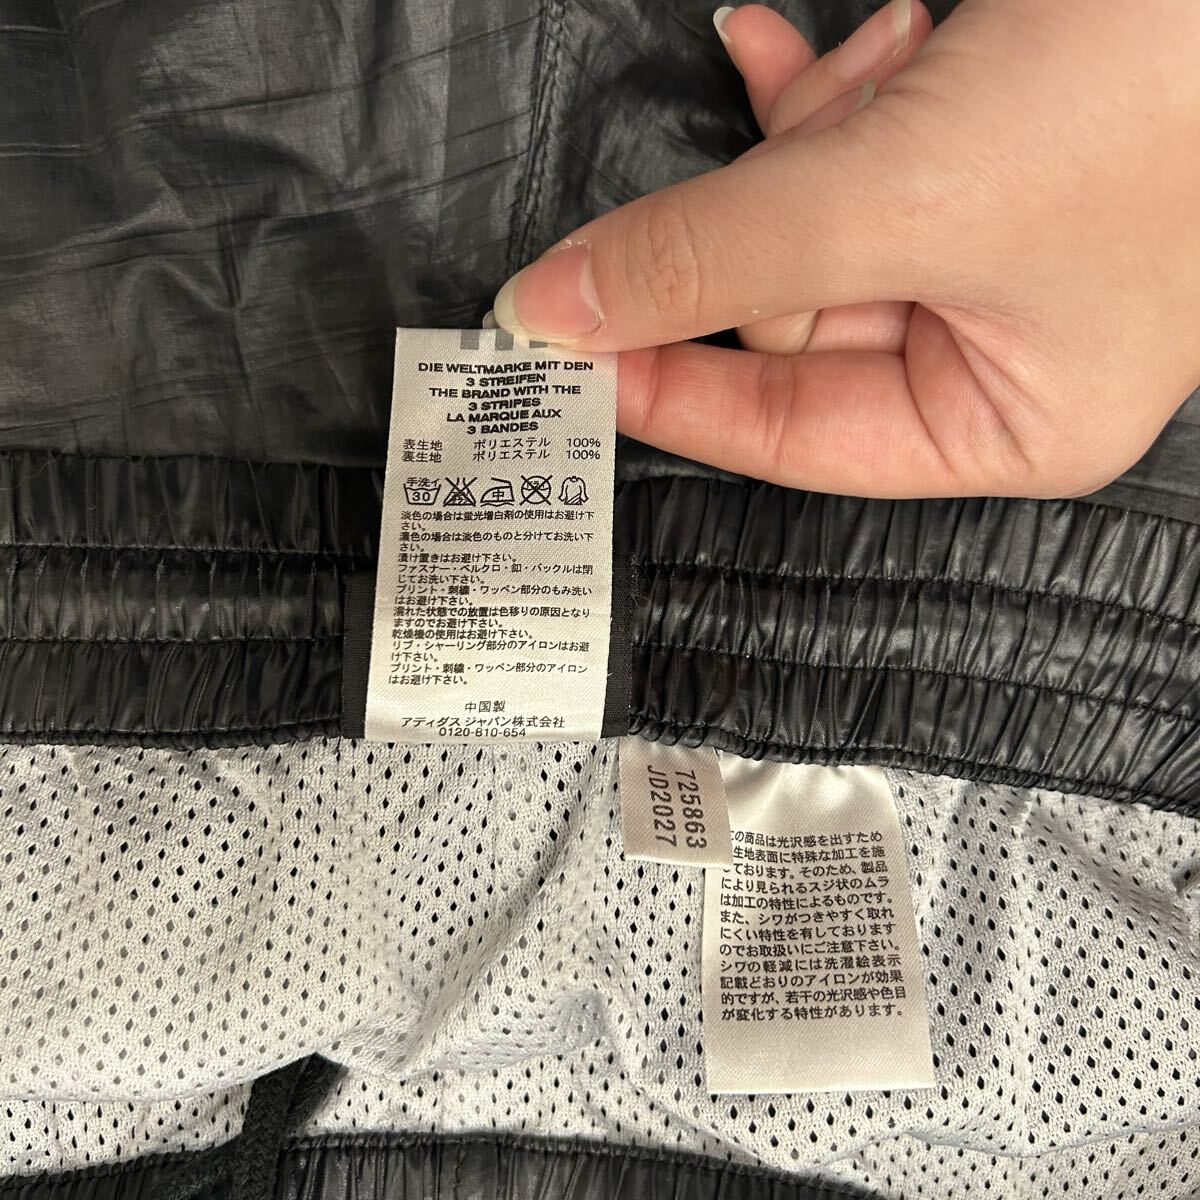 DIE WELTMARKE MIT DEN
3 STREIFEN
THE BRAND WITH THE
3 STRIPES
LA MARQUE AUX
3 BANDES
表生地 ポリエステル 100%
裏生地 ポリエステル 100%
手洗イ
30
中
淡色の場合は蛍光増白剤の使用はお避け下
さい。
濃色の場合は淡色のものと分けてお洗い下
さい。
漬け置きはお避け下さい。
ファスナー・ベルクロ・釦・バックルは閉
じてお洗い下さい。
プリント・刺繍・ワッペン部分のもみ洗い
はお避け下さい。
濡れた状態での放置は色移りの原因となり
ますのでお避け下さい。
乾燥機の使用はお避け下さい。
リブ・シャーリング部分のアイロンはお避
け下さい。
プリント・刺繍・ワッペン部分のアイロン
はお避け下さい。
中国製
アディダス ジャパン株式会社
0120-810-654
725863
JD2027
の商品は光沢感を出すため
生地表面に特殊な加工を施
ております。そのため、製品
により見られるスジ状のムラ
は加工の特性によるものです。
また、シワがつきやすく取れ
にくい特性を有しております
のでお取扱いにご注意下さい。
シワの軽減には洗濯絵表示
記載どおりのアイロンが効果
的ですが、若干の光沢感や色目
が変化する特性があります。